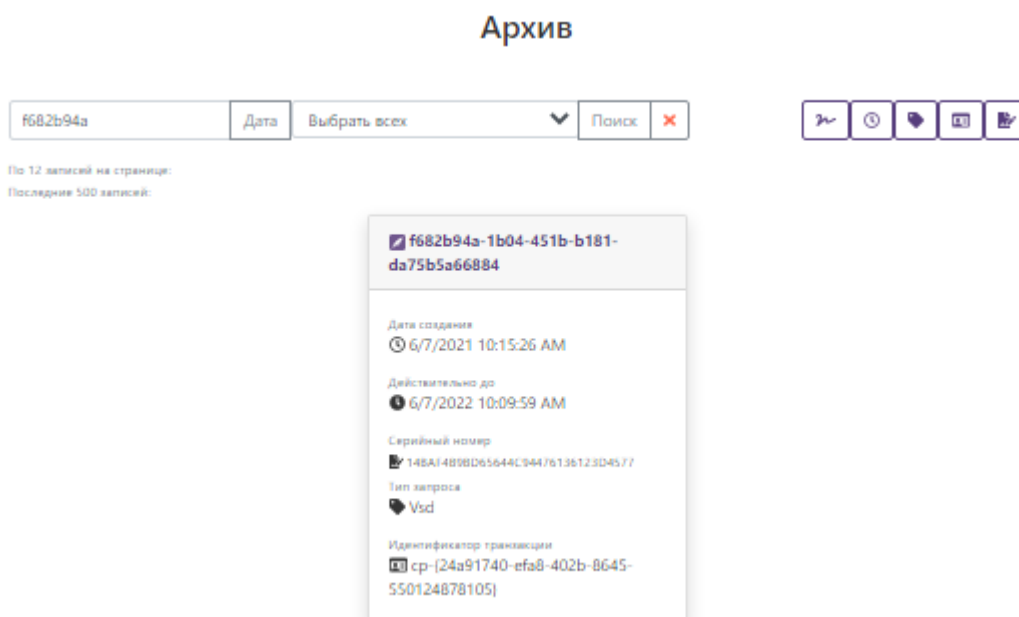 Архив
f682b94a Дата Выбрать всех Поиск
По 12 записей на странице:
Последние 500 записей:
f682b94a-1b04-451b-b181-
da75b5a66884
Дата создания
6/7/2021 10:15:26 AM
Действительно до
6/7/2022 10:09:59 AM
Серийный номер
Тип запроса
Vsd
Идентификатор транзакции
cp-{24a91740-efa8-402b-8645-
550124878105}